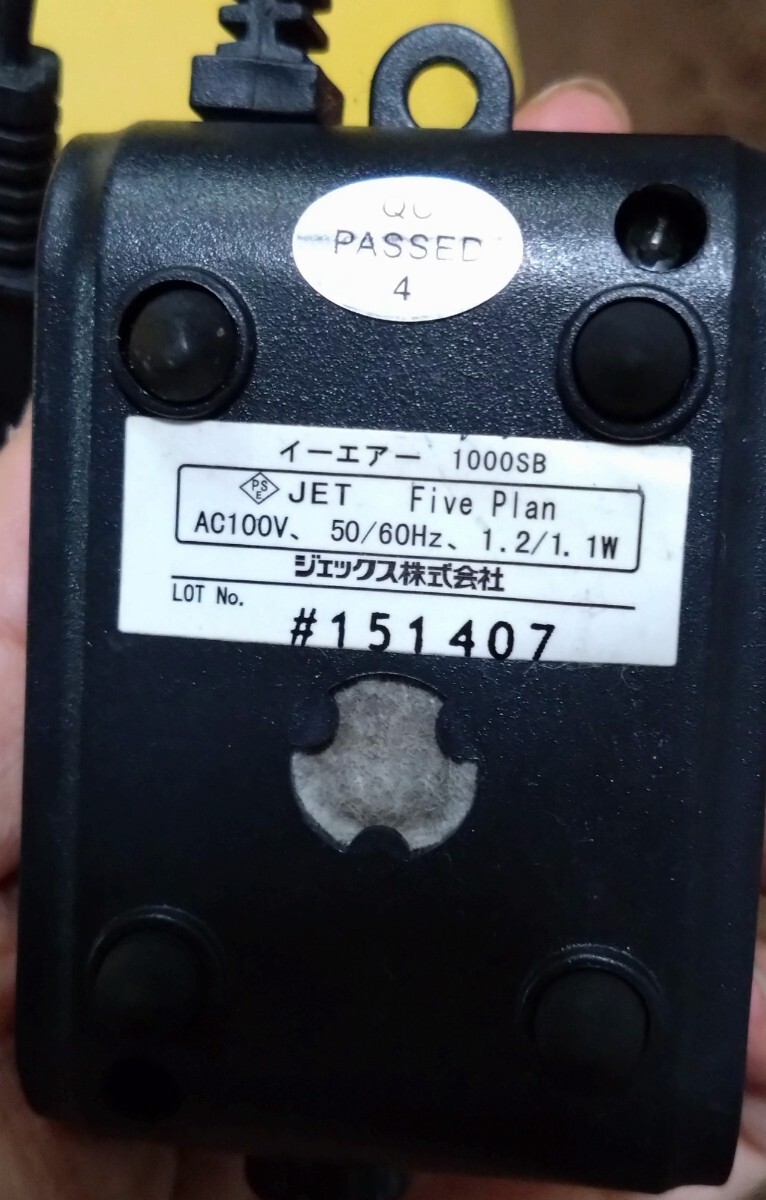 QC
PASSED
4
イーエアー 1000SB
PSE JET Five Plan
AC100V、50/60Hz、1.2/1.1W
ジェックス株式会社
LOT No.
#151407